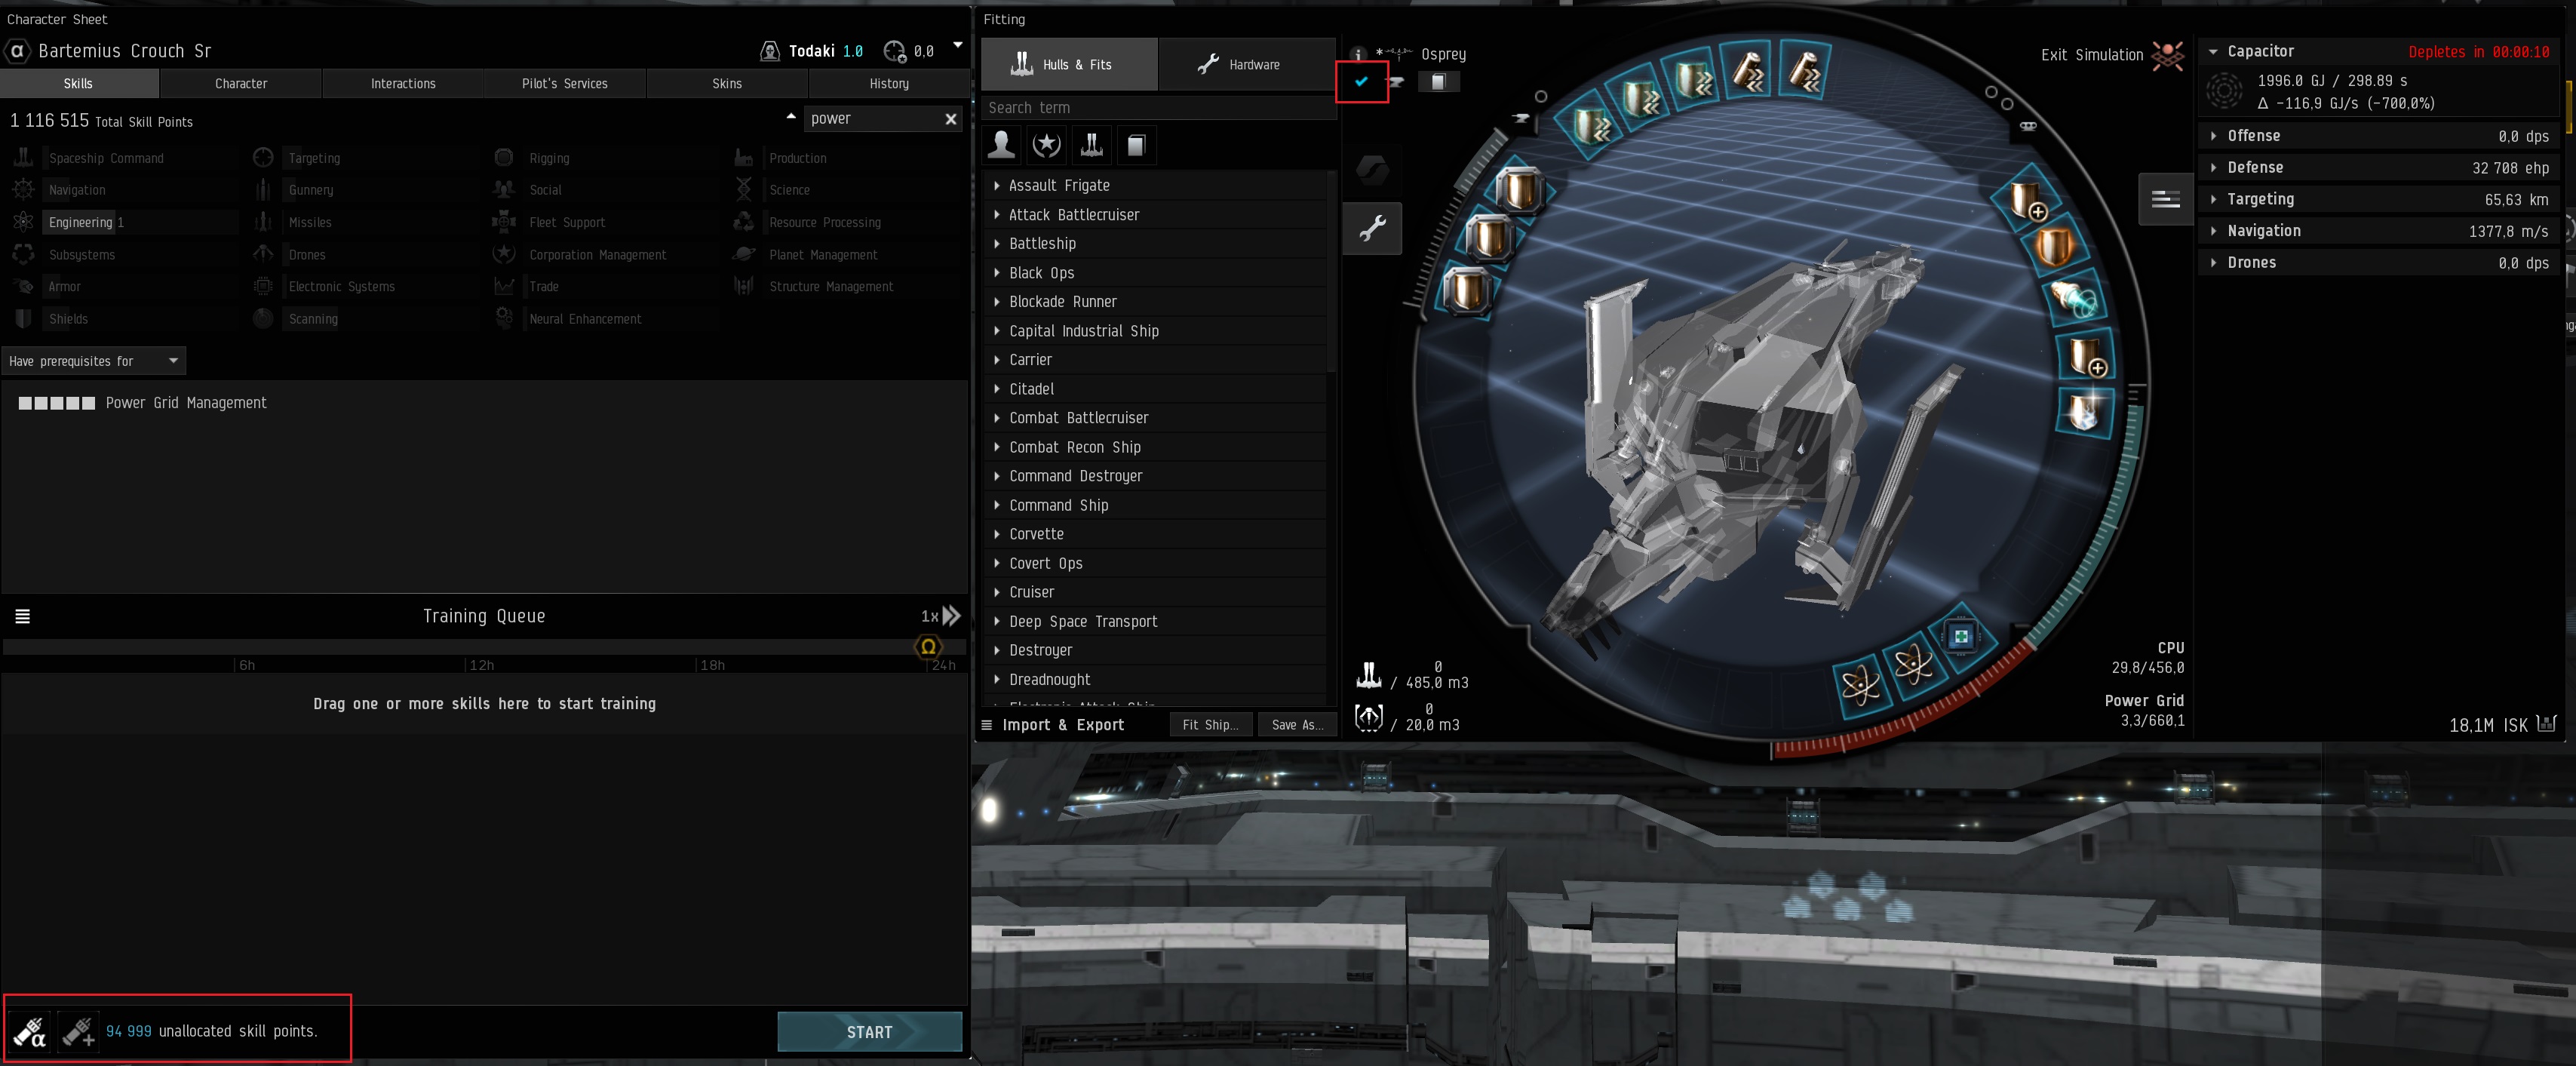 Character Sheet
α Bartemius Crouch Sr
Todaki 1.0
0,0
Skills
Character
Interactions
Pilot's Services
Skins
History
1 116 515 Total Skill Points
power
Spaceship Command
Targeting
Rigging
Production
Navigation
Gunnery
Social
Science
Engineering 1
Missiles
Fleet Support
Resource Processing
Subsystems
Drones
Corporation Management
Planet Management
Armor
Electronic Systems
Trade
Structure Management
Shields
Scanning
Neural Enhancement
Have prerequisites for
Power Grid Management
Training Queue
1x
Ω
6h
12h
18h
24h
Drag one or more skills here to start training
α
94 999 unallocated skill points.
START
Fitting
Hulls & Fits
Hardware
Search term
Assault Frigate
Attack Battlecruiser
Battleship
Black Ops
Blockade Runner
Capital Industrial Ship
Carrier
Citadel
Combat Battlecruiser
Combat Recon Ship
Command Destroyer
Command Ship
Corvette
Covert Ops
Cruiser
Deep Space Transport
Destroyer
Dreadnought
Import & Export
Fit Ship...
Save As...
Osprey
Exit Simulation
0
/ 485,0 m3
0
/ 20,0 m3
CPU
29,8/456,0
Power Grid
3,3/660,1
Capacitor
Depletes in 00:00:10
1996.0 GJ / 298.89 s
Δ -116,9 GJ/s (-700,0%)
Offense
0,0 dps
Defense
32 708 ehp
Targeting
65,63 km
Navigation
1377,8 m/s
Drones
0,0 dps
18,1M ISK